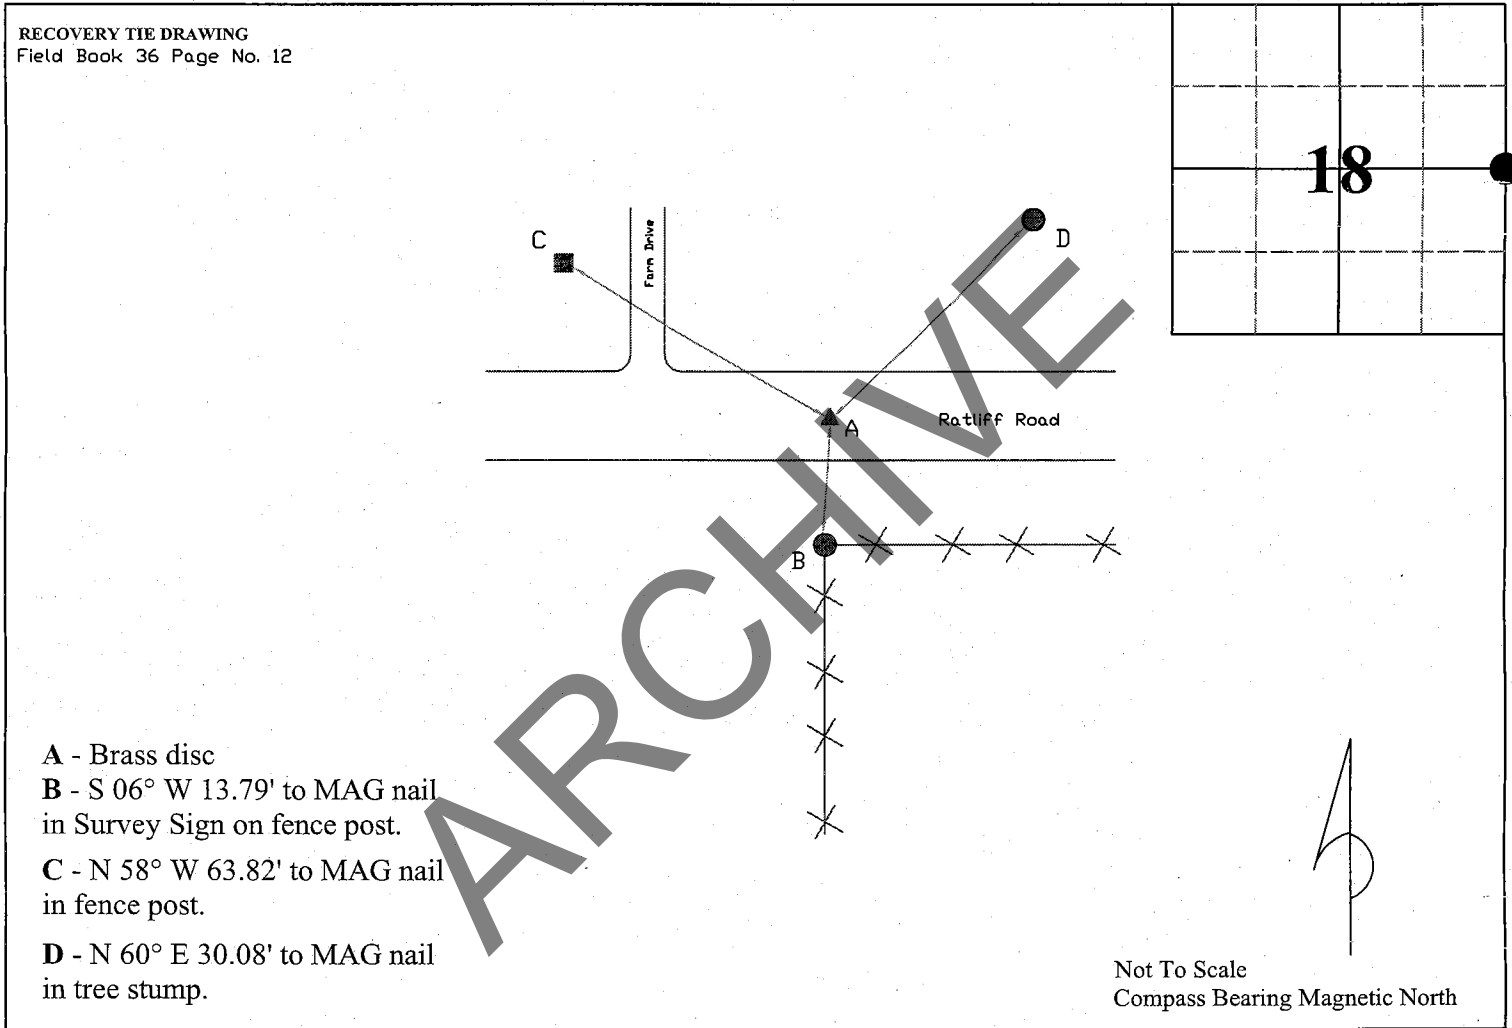 RECOVERY TIE DRAWING
Field Book 36 Page No. 12
18
C
Farm Drive
D
A
Ratliff Road
B
ARCHIVE
A - Brass disc
B - S 06° W 13.79' to MAG nail
in Survey Sign on fence post.
C - N 58° W 63.82' to MAG nail
in fence post.
D - N 60° E 30.08' to MAG nail
in tree stump.
Not To Scale
Compass Bearing Magnetic North